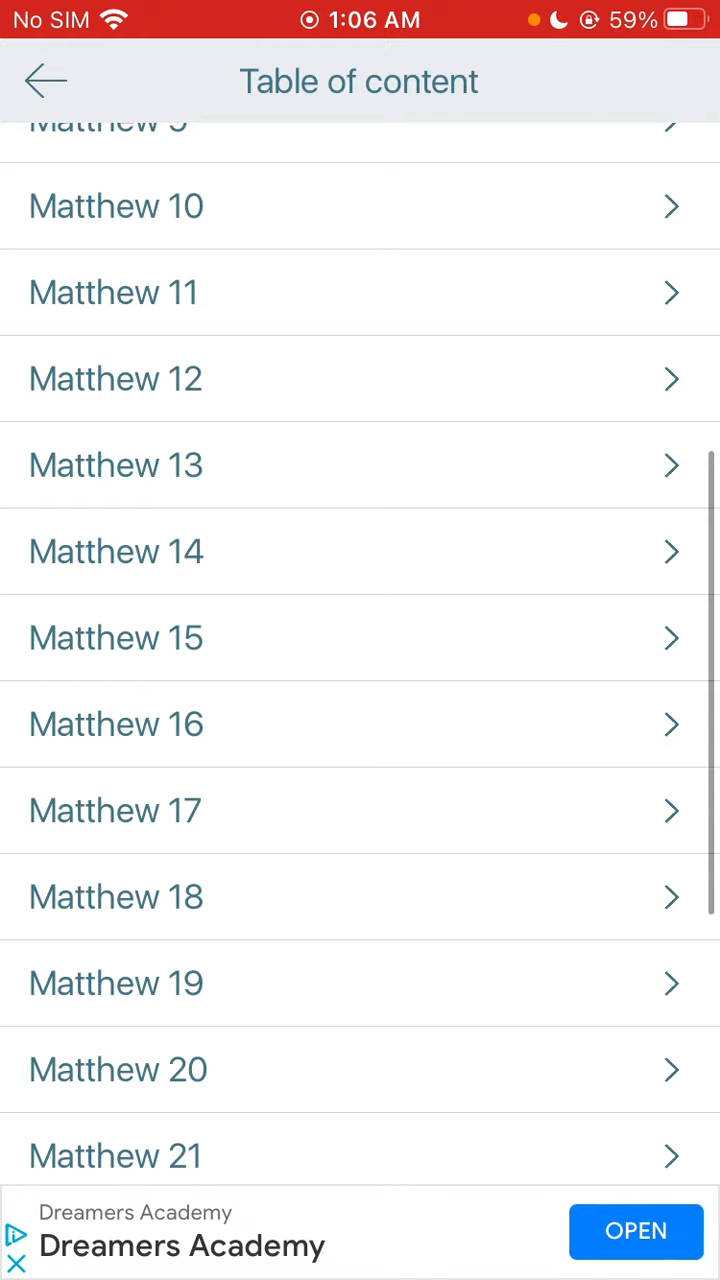 No SIM 1:06 AM 59%
Table of content
Matthew 9
Matthew 10
Matthew 11
Matthew 12
Matthew 13
Matthew 14
Matthew 15
Matthew 16
Matthew 17
Matthew 18
Matthew 19
Matthew 20
Matthew 21
Dreamers Academy
Dreamers Academy
OPEN